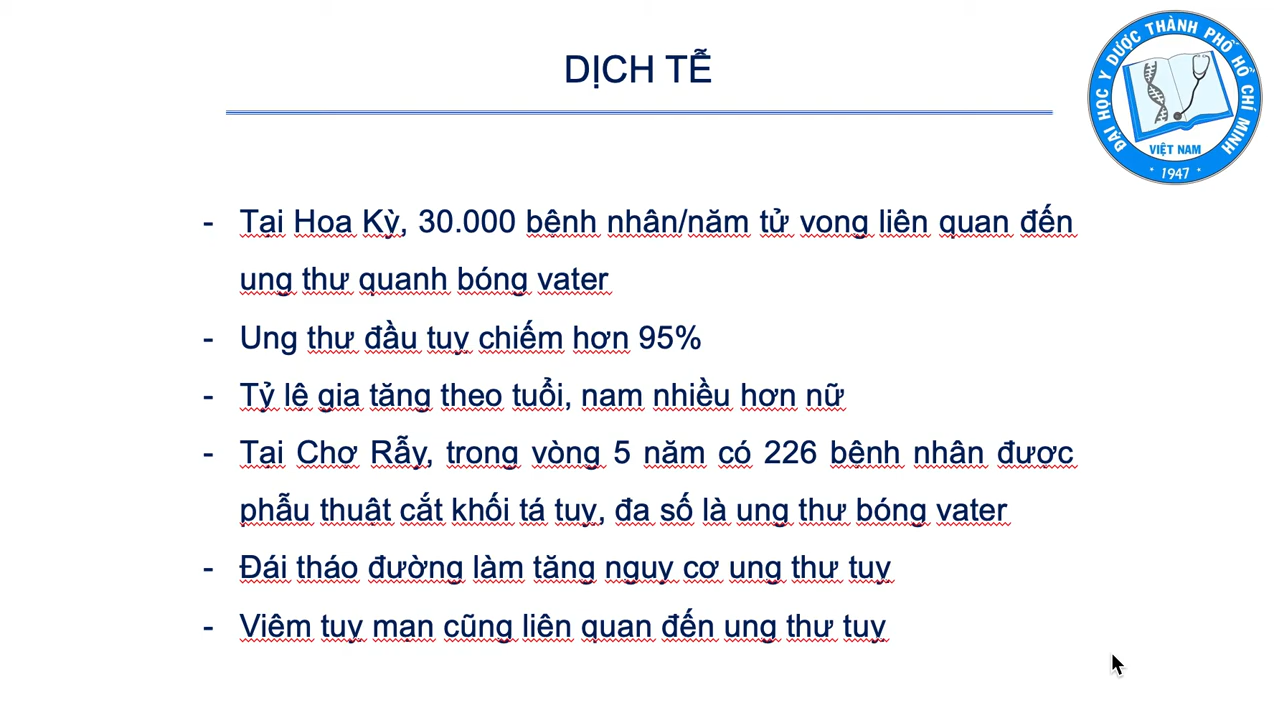 DỊCH TỄ
ĐẠI HỌC Y DƯỢC THÀNH PHỐ HỒ CHÍ MINH
VIỆT NAM
1947
- Tại Hoa Kỳ, 30.000 bệnh nhân/năm tử vong liên quan đến
ung thư quanh bóng vater
- Ung thư đầu tuỵ chiếm hơn 95%
- Tỷ lệ gia tăng theo tuổi, nam nhiều hơn nữ
- Tại Chợ Rẫy, trong vòng 5 năm có 226 bệnh nhân được
phẫu thuật cắt khối tá tuỵ, đa số là ung thư bóng vater
- Đái tháo đường làm tăng nguy cơ ung thư tuỵ
- Viêm tuỵ mạn cũng liên quan đến ung thư tuỵ